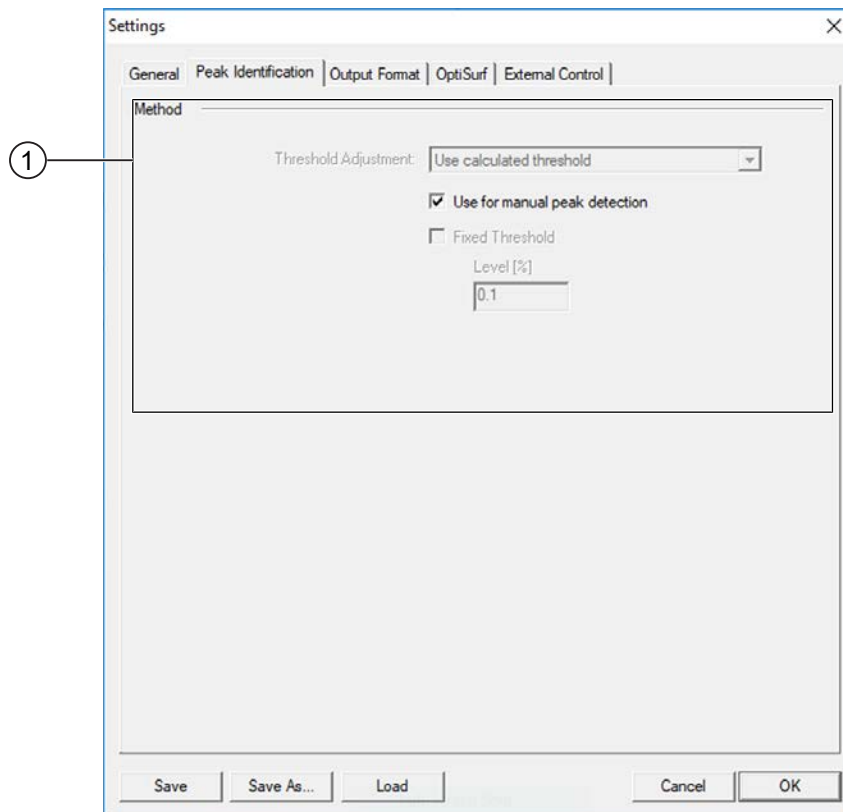 Settings
General Peak Identification Output Format OptiSurf External Control
Method
1
Threshold Adjustment: Use calculated threshold
Use for manual peak detection
Fixed Threshold
Level [%]
0.1
Save Save As... Load Cancel OK